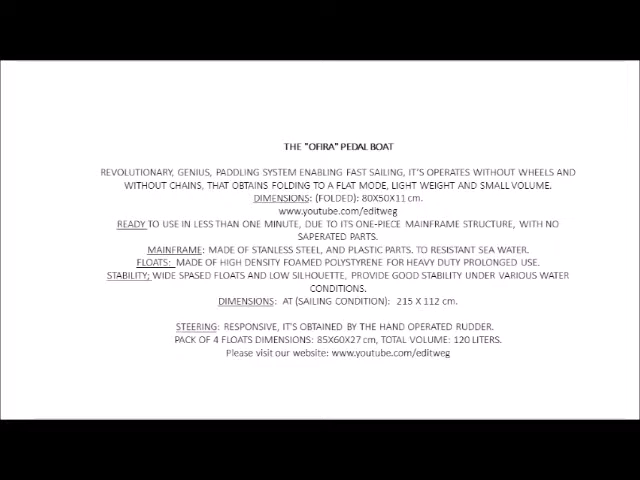 THE "OFIRA" PEDAL BOAT
REVOLUTIONARY, GENIUS, PADDLING SYSTEM ENABLING FAST SAILING, IT'S OPERATES WITHOUT WHEELS AND
WITHOUT CHAINS, THAT OBTAINS FOLDING TO A FLAT MODE, LIGHT WEIGHT AND SMALL VOLUME.
DIMENSIONS: (FOLDED): 80X50X11 cm.
www.youtube.com/editweg
READY TO USE IN LESS THAN ONE MINUTE, DUE TO ITS ONE-PIECE MAINFRAME STRUCTURE, WITH NO
SAPERATED PARTS.
MAINFRAME: MADE OF STANLESS STEEL, AND PLASTIC PARTS. TO RESISTANT SEA WATER.
FLOATS: MADE OF HIGH DENSITY FOAMED POLYSTYRENE FOR HEAVY DUTY PROLONGED USE.
STABILITY; WIDE SPASED FLOATS AND LOW SILHOUETTE, PROVIDE GOOD STABILITY UNDER VARIOUS WATER
CONDITIONS.
DIMENSIONS: AT (SAILING CONDITION): 215 X 112 cm.
STEERING: RESPONSIVE, IT'S OBTAINED BY THE HAND OPERATED RUDDER.
PACK OF 4 FLOATS DIMENSIONS: 85X60X27 cm, TOTAL VOLUME: 120 LITERS.
Please visit our website: www.youtube.com/editweg